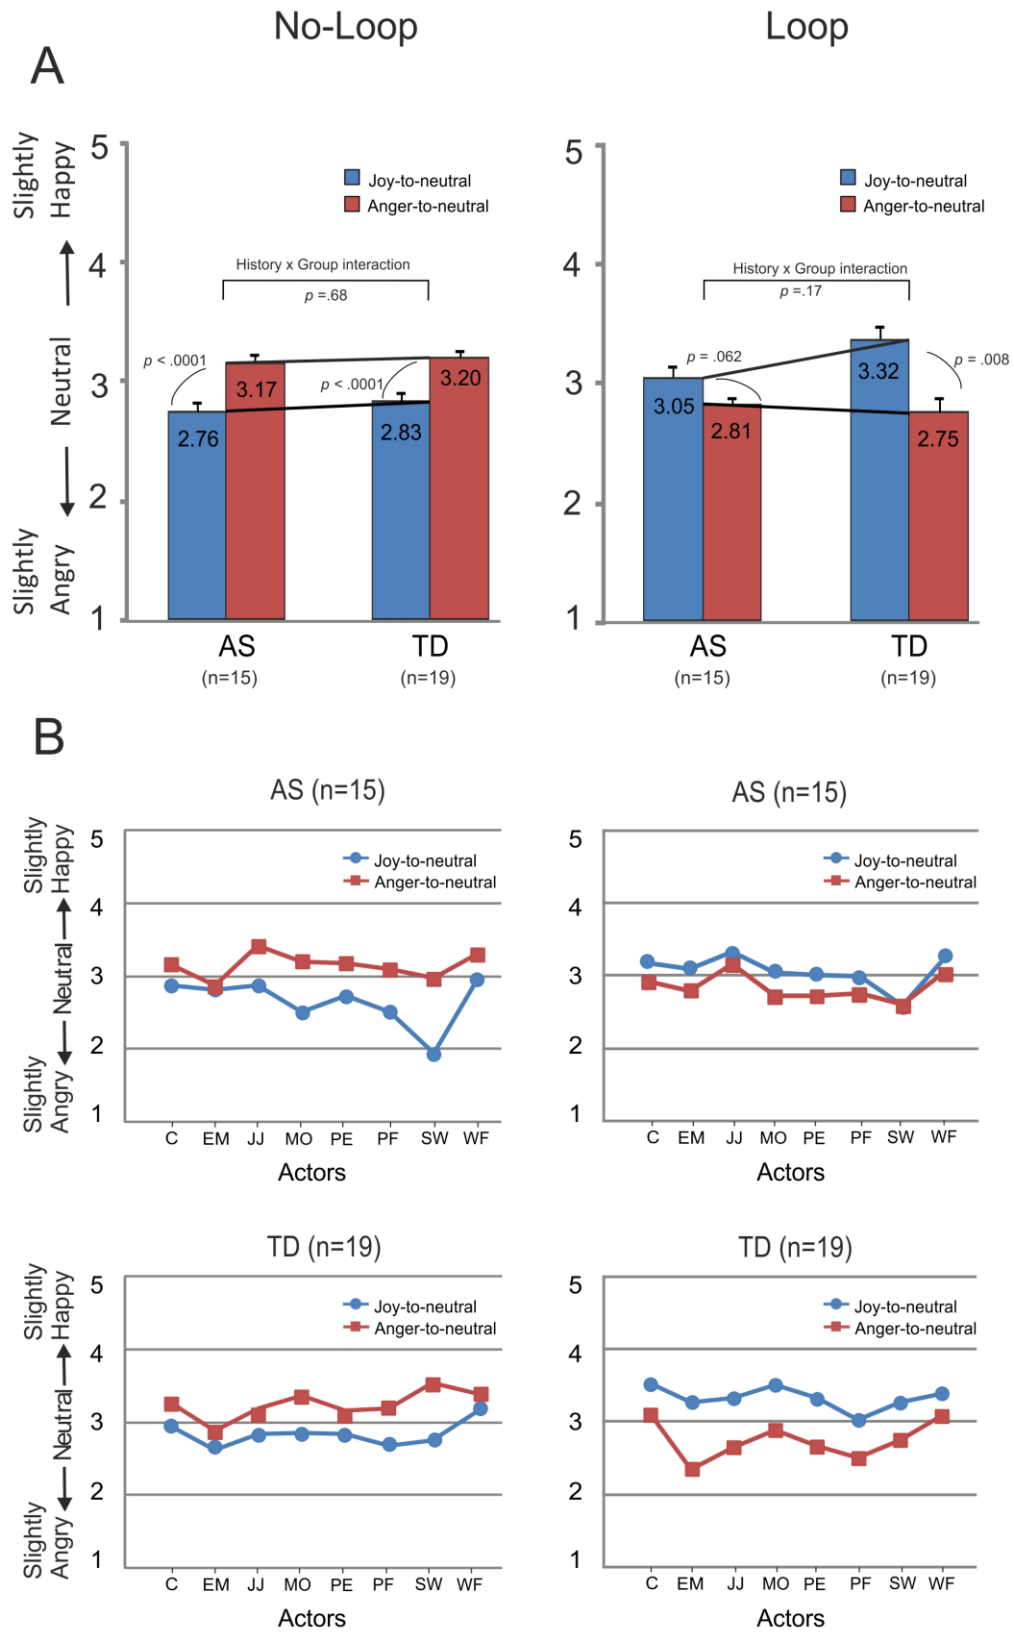 No-Loop
Loop
A
Slightly Happy
Neutral
Slightly Angry
5
4
3
2
1
Joy-to-neutral
Anger-to-neutral
History x Group interaction
p =.68
p < .0001
p < .0001
2.76
3.17
2.83
3.20
AS
TD
(n=15)
(n=19)
5
4
3
2
1
Joy-to-neutral
Anger-to-neutral
History x Group interaction
p =.17
p = .062
p = .008
3.05
2.81
3.32
2.75
AS
TD
(n=15)
(n=19)
B
AS (n=15)
Slightly Happy
Neutral
Slightly Angry
5
4
3
2
1
Joy-to-neutral
Anger-to-neutral
C EM JJ MO PE PF SW WF
Actors
AS (n=15)
5
4
3
2
1
Joy-to-neutral
Anger-to-neutral
C EM JJ MO PE PF SW WF
Actors
TD (n=19)
Slightly Happy
Neutral
Slightly Angry
5
4
3
2
1
Joy-to-neutral
Anger-to-neutral
C EM JJ MO PE PF SW WF
Actors
TD (n=19)
5
4
3
2
1
Joy-to-neutral
Anger-to-neutral
C EM JJ MO PE PF SW WF
Actors